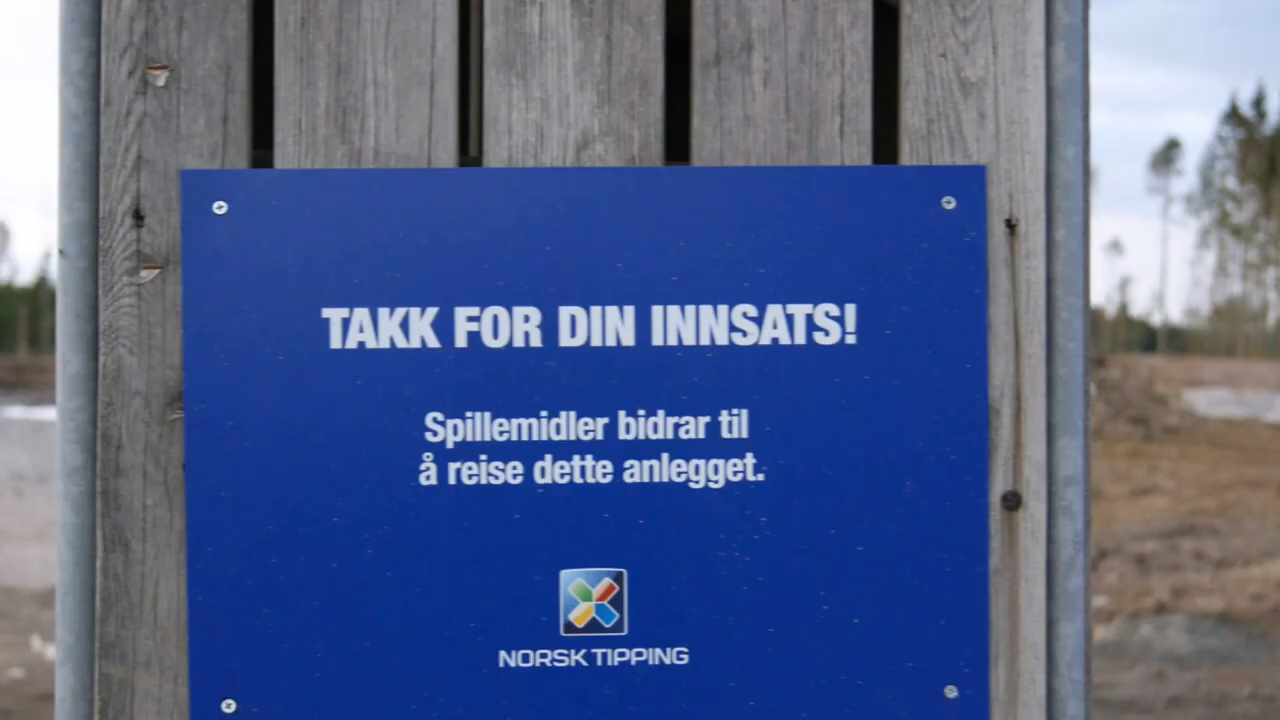 TAKK FOR DIN INNSATS!
Spillemidler bidrar til
å reise dette anlegget.
NORSK TIPPING